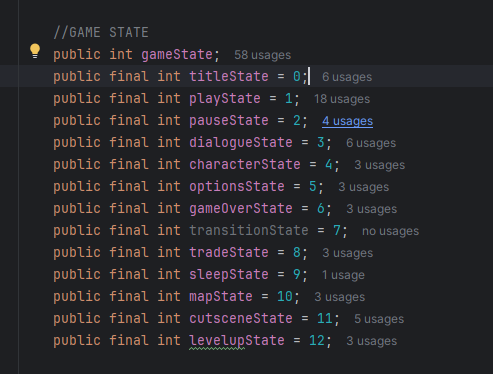 //GAME STATE
public int gameState; 58 usages
public final int titleState = 0; 6 usages
public final int playState = 1; 18 usages
public final int pauseState = 2; 4 usages
public final int dialogueState = 3; 6 usages
public final int characterState = 4; 3 usages
public final int optionsState = 5; 3 usages
public final int gameOverState = 6; 3 usages
public final int transitionState = 7; no usages
public final int tradeState = 8; 3 usages
public final int sleepState = 9; 1 usage
public final int mapState = 10; 3 usages
public final int cutsceneState = 11; 5 usages
public final int levelupState = 12; 3 usages